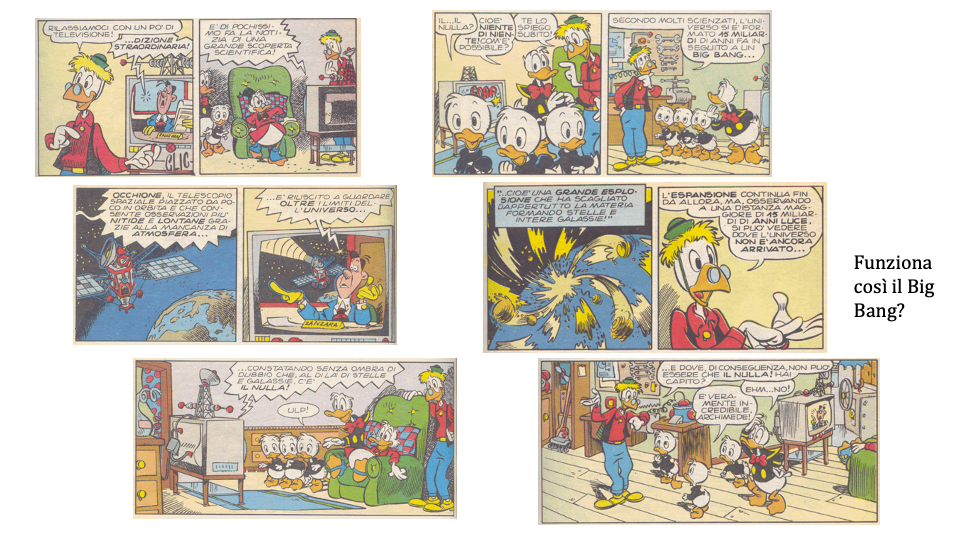 RILASSIAMOCI CON UN PO' DI
TELEVISIONE!
...DIZIONE
STRAORDINARIA!
CLIC
E' DI POCHISSI-
MO FA LA NOTI-
ZIA DI UNA
GRANDE SCOPERTA
SCIENTIFICA!
OCCHIONE, IL TELESCOPIO
SPAZIALE PIAZZATO DA PO-
CO IN ORBITA E CHE CON-
SENTE OSSERVAZIONI PIU'
NITIDE E LONTANE GRA-
ZIE ALLA MANCANZA DI
ATMOSFERA...
...E' RIUSCITO A GUARDARE
OLTRE I LIMITI DEL-
L'UNIVERSO...
ZANZARA!
...CONSTATANDO SENZA OMBRA DI
DUBBIO CHE, AL DI LA' DI STELLE
E GALASSIE, C'E'
IL NULLA!
ULP!
IL...IL
NULLA?
CIOE'
NIENTE
DI NIEN-
TE! COM'E'
POSSIBILE?
TE LO
SPIEGO
SUBITO!
SECONDO MOLTI SCIENZIATI, L'UNI-
VERSO SI E' FOR-
MATO 15 MILIAR-
DI DI ANNI FA IN
SEGUITO A UN
BIG BANG...
"...CIOE' UNA GRANDE ESPLO-
SIONE CHE HA SCAGLIATO
DAPPERTUTTO LA MATERIA
FORMANDO STELLE E
INTERE GALASSIE!"
L'ESPANSIONE CONTINUA FIN
DA ALLORA, MA, OSSERVANDO
A UNA DISTANZA MAG-
GIORE DI 15 MILIAR-
DI DI ANNI LUCE,
SI PUO' VEDERE
DOVE L'UNIVERSO
NON E' ANCORA
ARRIVATO...
...E DOVE, DI CONSEGUENZA, NON PUO'
ESSERE CHE IL NULLA! HAI
CAPITO?
EHM...NO!
E' VERA-
MENTE IN-
CREDIBILE,
ARCHIMEDE!
Funziona
così il Big
Bang?